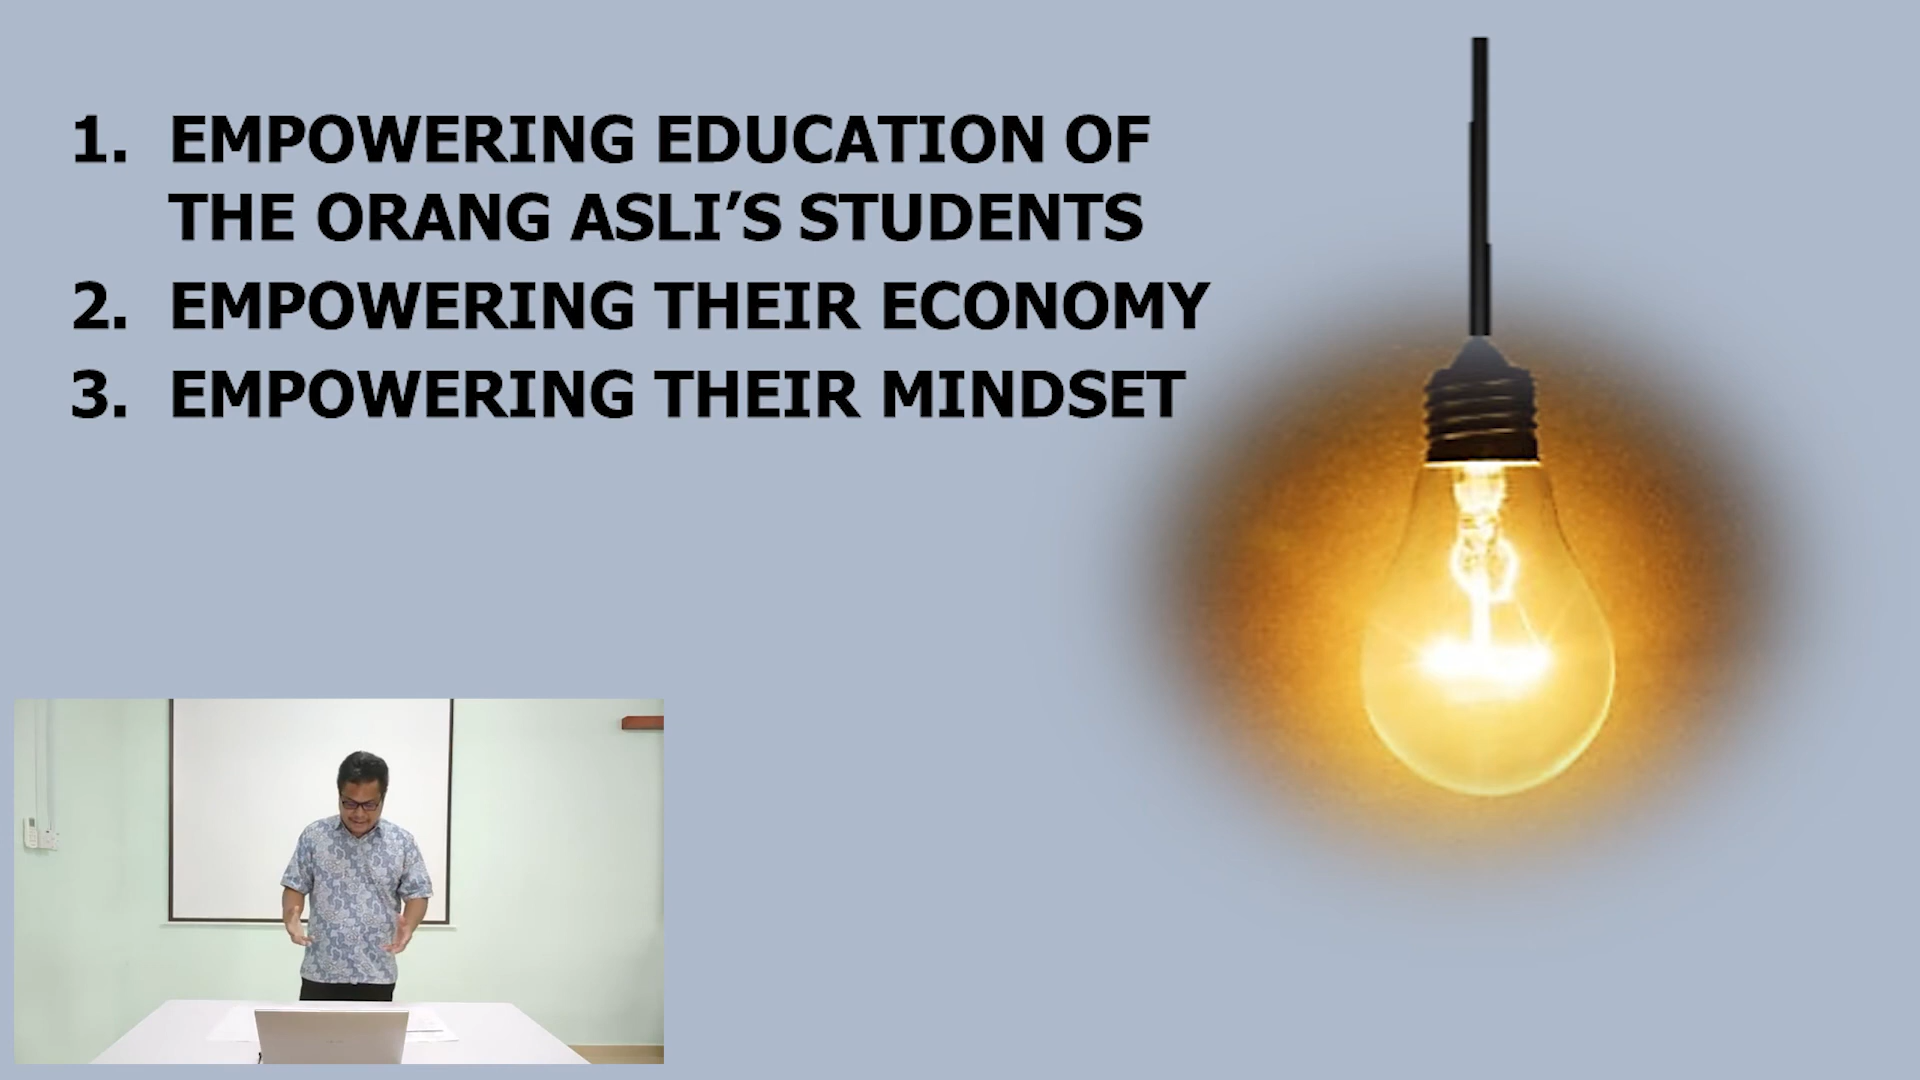 1. EMPOWERING EDUCATION OF
THE ORANG ASLI’S STUDENTS
2. EMPOWERING THEIR ECONOMY
3. EMPOWERING THEIR MINDSET